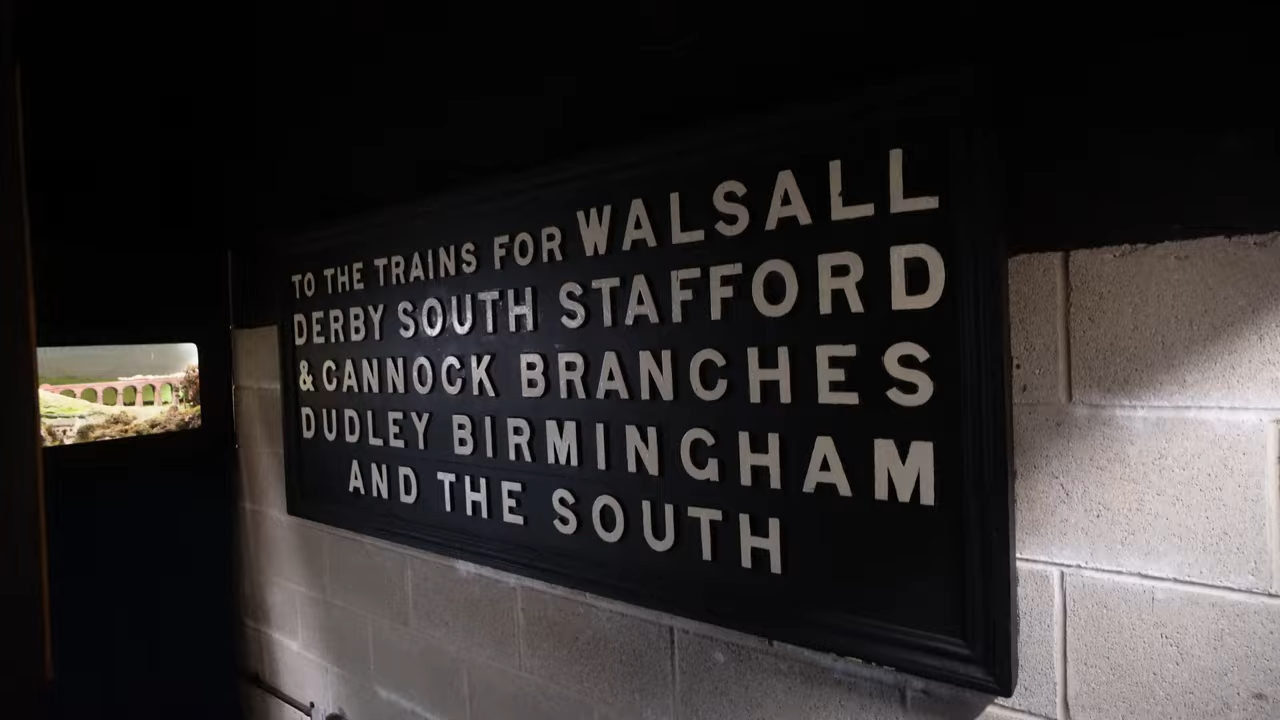 TO THE TRAINS FOR WALSALL
DERBY SOUTH STAFFORD
& CANNOCK BRANCHES
DUDLEY BIRMINGHAM
AND THE SOUTH